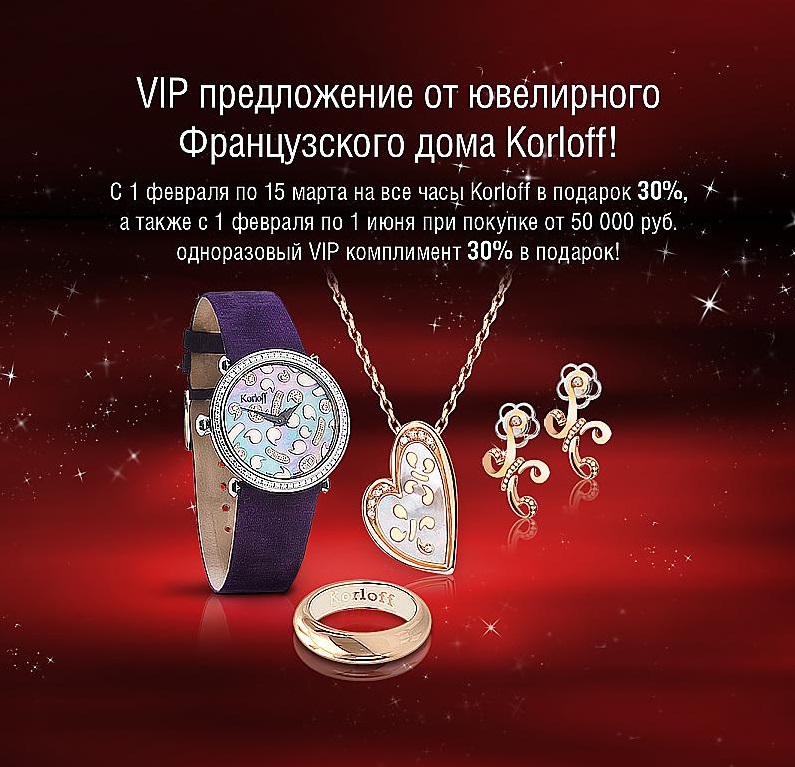 VIP предложение от ювелирного
Французского дома Korloff!
С 1 февраля по 15 марта на все часы Korloff в подарок 30%,
а также с 1 февраля по 1 июня при покупке от 50 000 руб.
одноразовый VIP комплимент 30% в подарок!
Korloff
Korloff